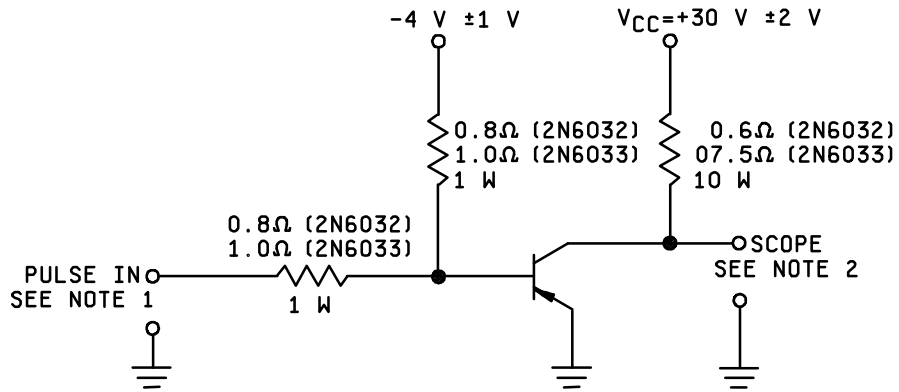 -4 V ±1 V
VCC=+30 V ±2 V
0.8Ω (2N6032)
1.0Ω (2N6033)
1 W
0.6Ω (2N6032)
07.5Ω (2N6033)
10 W
0.8Ω (2N6032)
1.0Ω (2N6033)
1 W
PULSE IN
SEE NOTE 1
SCOPE
SEE NOTE 2